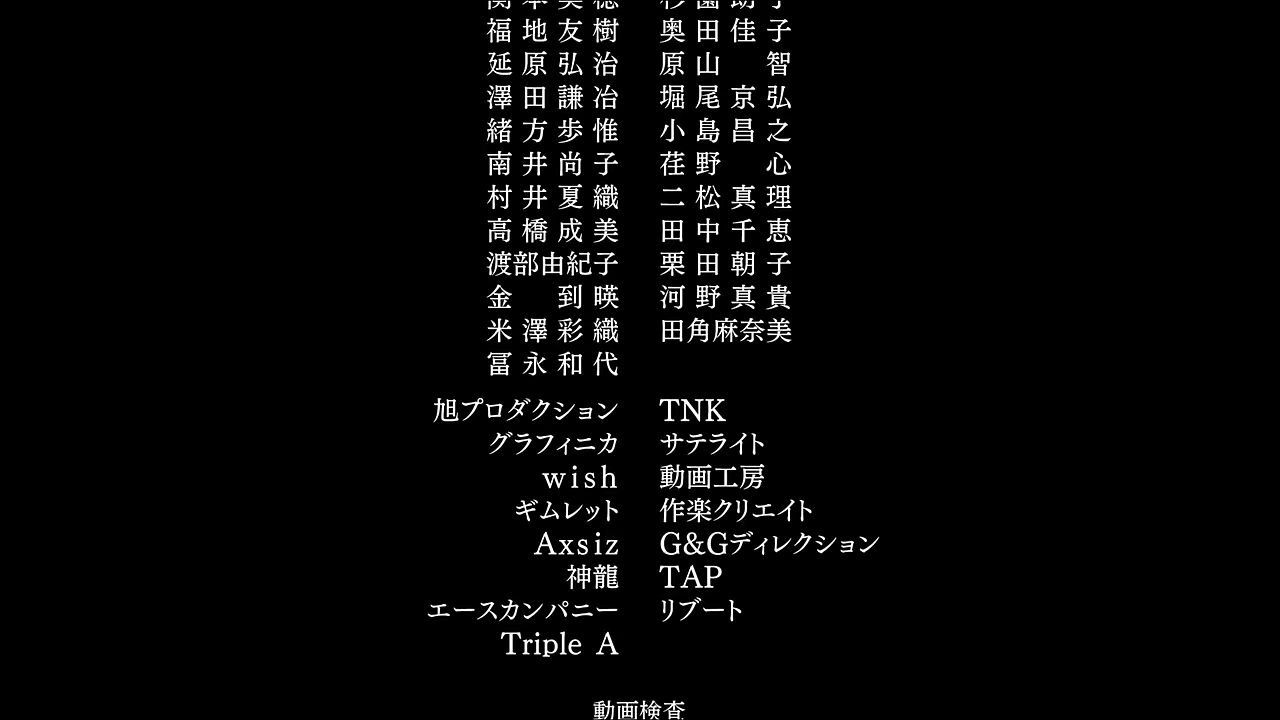 福地友樹 奥田佳子
延原弘治 原山 智
澤田謙治 堀尾京弘
緒方歩惟 小島昌之
南井尚子 荏野 心
村井夏織 二松真理
高橋成美 田中千恵
渡部由紀子 栗田朝子
金 到暎 河野真貴
米澤彩織 田角麻奈美
冨永和代
旭プロダクション TNK
グラフィニカ サテライト
wish 動画工房
ギムレット 作楽クリエイト
Axsiz G&Gディレクション
神龍 TAP
エースカンパニー リブート
Triple A
動画検査